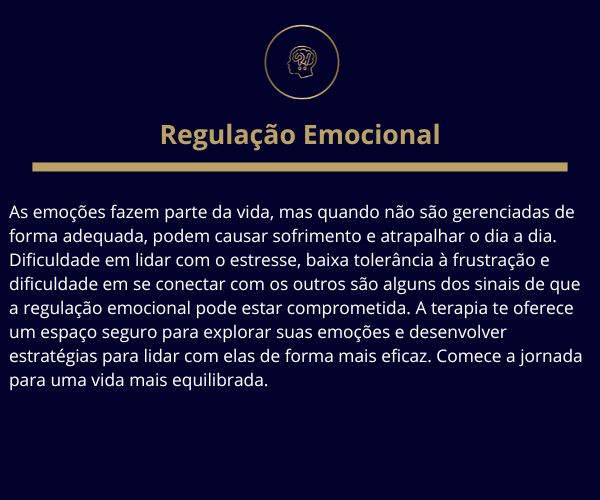 Regulação Emocional
As emoções fazem parte da vida, mas quando não são gerenciadas de
forma adequada, podem causar sofrimento e atrapalhar o dia a dia.
Dificuldade em lidar com o estresse, baixa tolerância à frustração e
dificuldade em se conectar com os outros são alguns dos sinais de que
a regulação emocional pode estar comprometida. A terapia te oferece
um espaço seguro para explorar suas emoções e desenvolver
estratégias para lidar com elas de forma mais eficaz. Comece a jornada
para uma vida mais equilibrada.